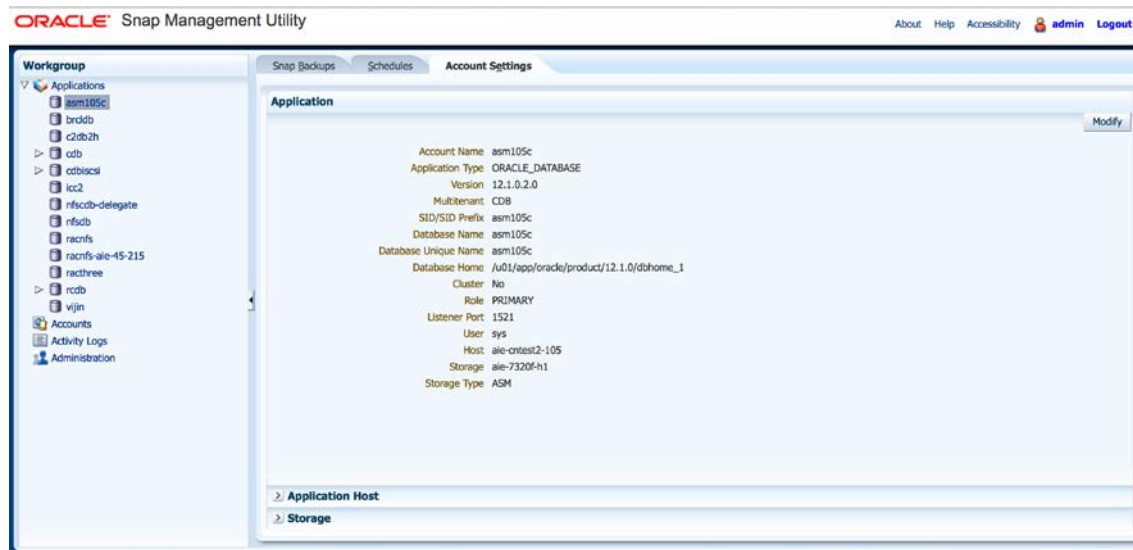 ORACLE Snap Management Utility
About Help Accessibility admin Logout
Workgroup
Applications
asm105c
brcldb
c2db2h
cdb
cdbiscsi
icc2
nfscdb-delegate
nfsdb
racnfs
racnfs-aie-45-215
racthree
rcdb
vijin
Accounts
Activity Logs
Administration
Snap Backups Schedules Account Settings
Application
Modify
Account Name asm105c
Application Type ORACLE_DATABASE
Version 12.1.0.2.0
Multitenant CDB
SID/SID Prefix asm105c
Database Name asm105c
Database Unique Name asm105c
Database Home /u01/app/oracle/product/12.1.0/dbhome_1
Cluster No
Role PRIMARY
Listener Port 1521
User sys
Host aie-cntest2-105
Storage aie-7320f-h1
Storage Type ASM
Application Host
Storage